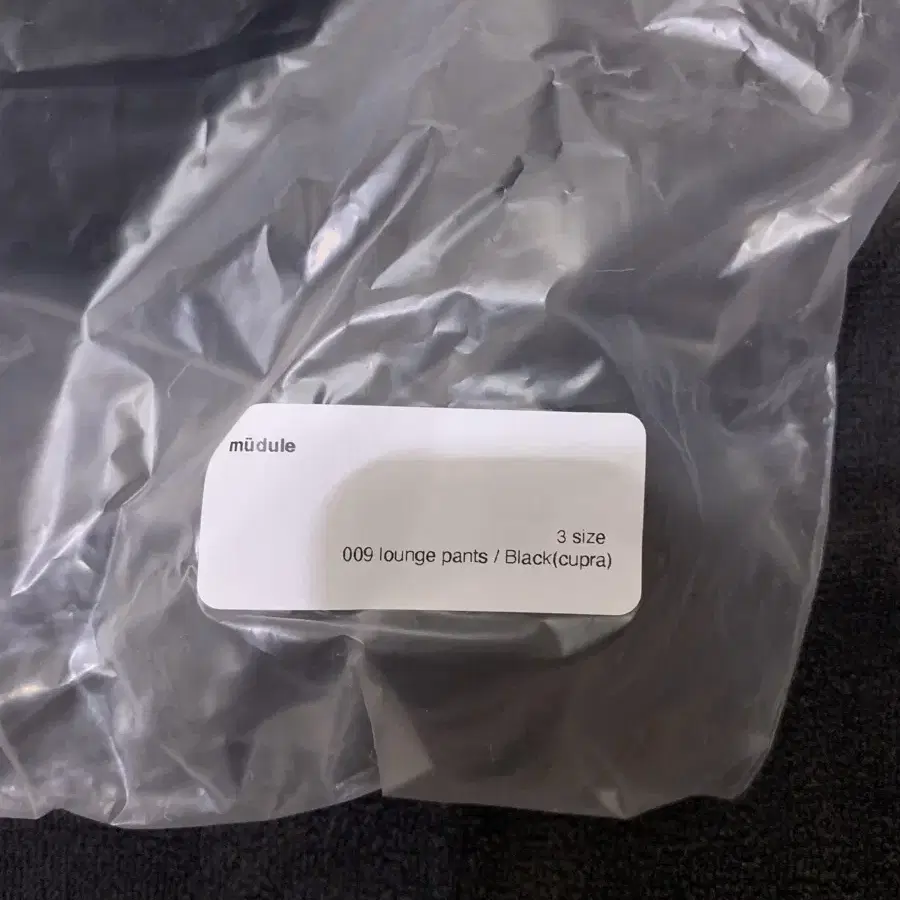 mūdule
3 size
009 lounge pants / Black(cupra)